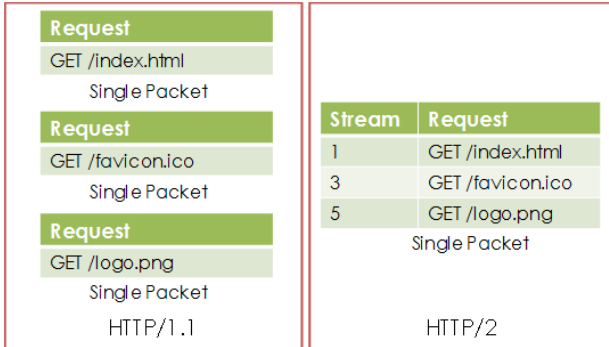 Request
GET /index.html
Single Packet
Request
GET /favicon.ico
Single Packet
Request
GET /logo.png
Single Packet
HTTP/1.1
Stream Request
1 GET /index.html
3 GET /favicon.ico
5 GET /logo.png
Single Packet
HTTP/2